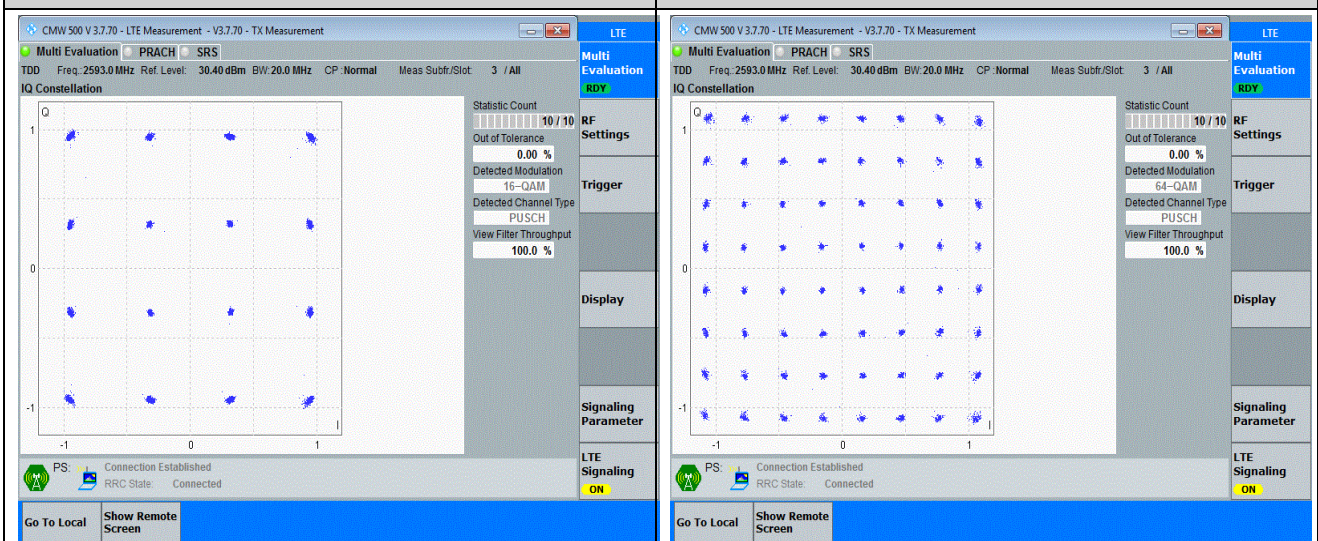 CMW 500 V 3.7.70 - LTE Measurement - V3.7.70 - TX Measurement
LTE
Multi Evaluation PRACH SRS
Multi
Evaluation
RDY
TDD Freq.:2593.0 MHz Ref. Level: 30.40 dBm BW:20.0 MHz CP :Normal Meas Subfr./Slot: 3 / All
IQ Constellation
Q
Statistic Count
10 / 10
Out of Tolerance
0.00 %
Detected Modulation
16-QAM
Detected Channel Type
PUSCH
View Filter Throughput
100.0 %
1
0
-1
I
-1 0 1
RF
Settings
Trigger
Display
Signaling
Parameter
LTE
Signaling
ON
PS: Connection Established
RRC State: Connected
Go To Local
Show Remote
Screen
CMW 500 V 3.7.70 - LTE Measurement - V3.7.70 - TX Measurement
LTE
Multi Evaluation PRACH SRS
Multi
Evaluation
RDY
TDD Freq.:2593.0 MHz Ref. Level: 30.40 dBm BW:20.0 MHz CP :Normal Meas Subfr./Slot: 3 / All
IQ Constellation
Q
Statistic Count
10 / 10
Out of Tolerance
0.00 %
Detected Modulation
64-QAM
Detected Channel Type
PUSCH
View Filter Throughput
100.0 %
1
0
-1
I
-1 0 1
RF
Settings
Trigger
Display
Signaling
Parameter
LTE
Signaling
ON
PS: Connection Established
RRC State: Connected
Go To Local
Show Remote
Screen